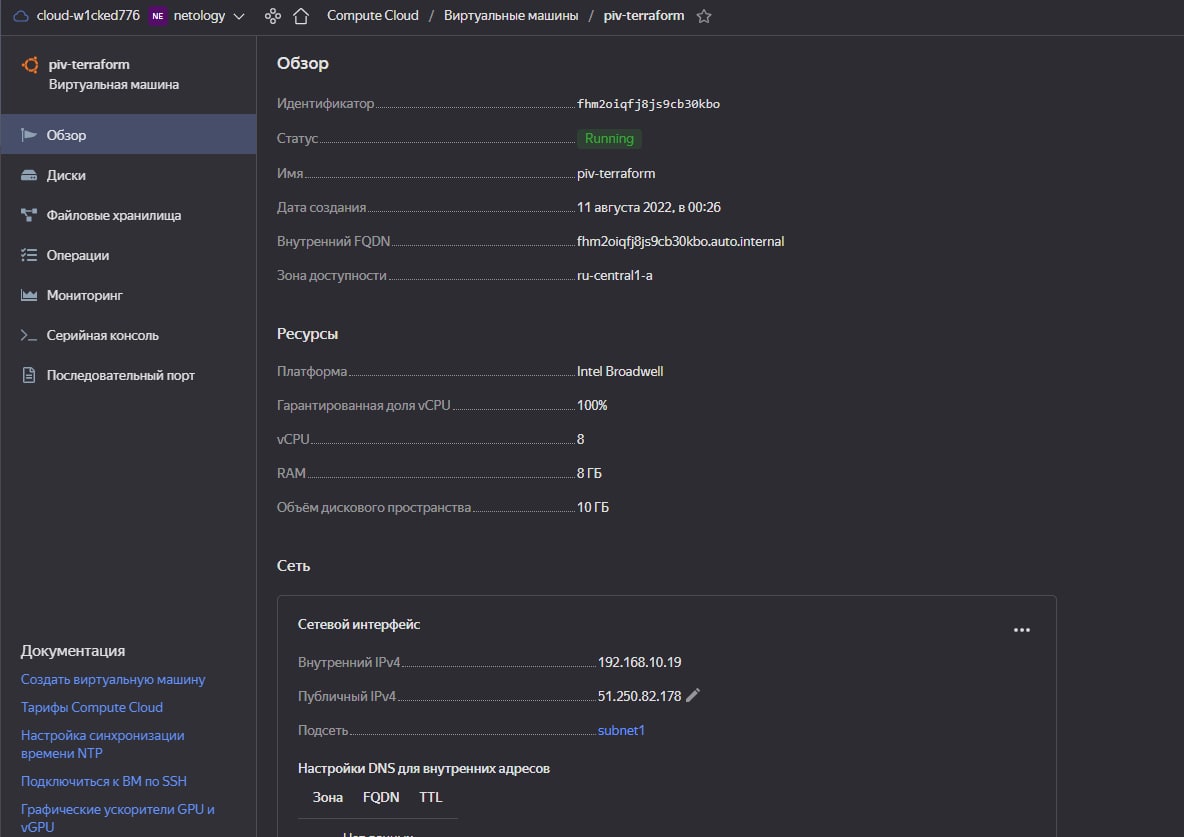 cloud-w1cked776 NE netology Compute Cloud / Виртуальные машины / piv-terraform
piv-terraform
Виртуальная машина
Обзор
Диски
Файловые хранилища
Операции
Мониторинг
Серийная консоль
Последовательный порт
Документация
Создать виртуальную машину
Тарифы Compute Cloud
Настройка синхронизации
времени NTP
Подключиться к ВМ по SSH
Графические ускорители GPU и
vGPU
Обзор
Идентификатор fhm2oiqfj8js9cb30kbo
Статус Running
Имя piv-terraform
Дата создания 11 августа 2022, в 00:26
Внутренний FQDN fhm2oiqfj8js9cb30kbo.auto.internal
Зона доступности ru-central1-a
Ресурсы
Платформа Intel Broadwell
Гарантированная доля vCPU 100%
vCPU 8
RAM 8 ГБ
Объём дискового пространства 10 ГБ
Сеть
Сетевой интерфейс
Внутренний IPv4 192.168.10.19
Публичный IPv4 51.250.82.178
Подсеть subnet1
Настройки DNS для внутренних адресов
Зона FQDN TTL